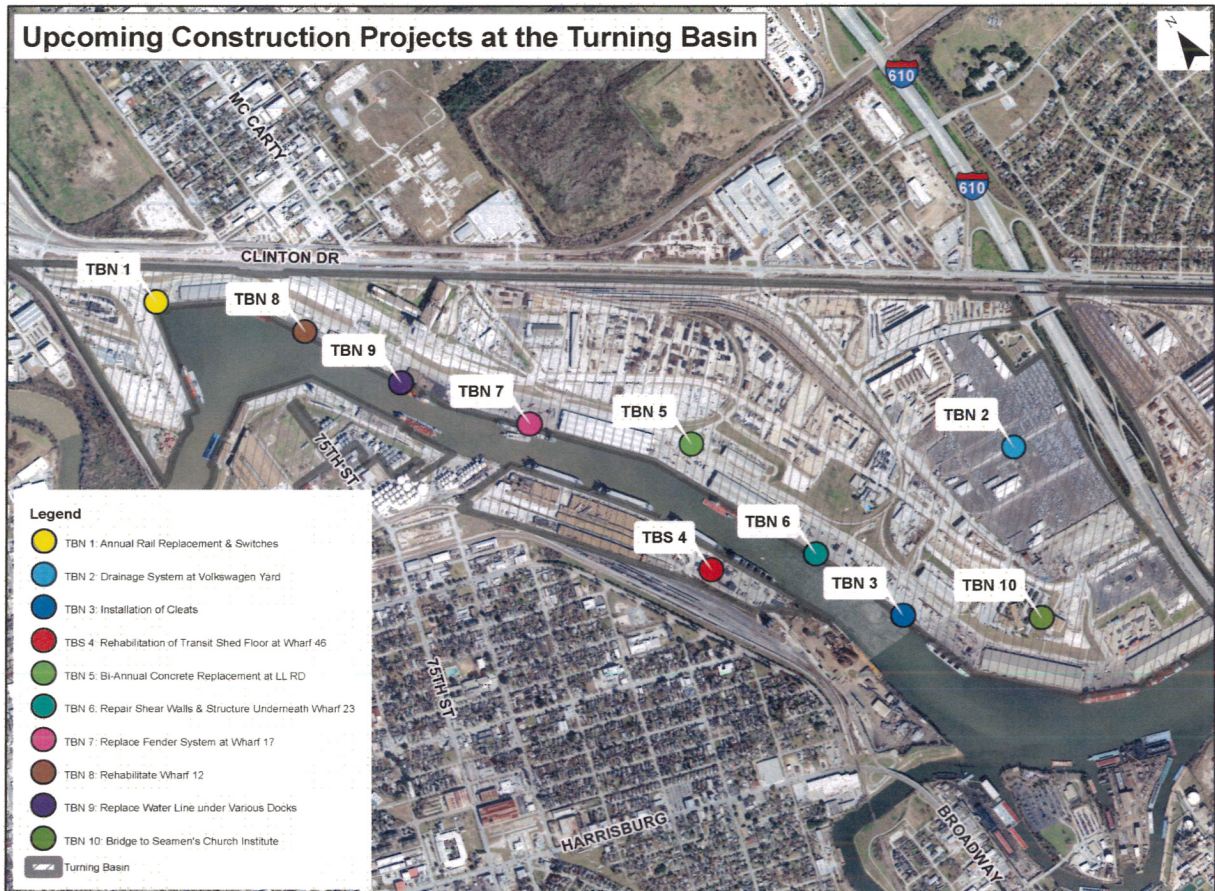 Upcoming Construction Projects at the Turning Basin
N
610
MC CARTY
610
CLINTON DR
TBN 1
TBN 8
TBN 9
TBN 7
TBN 5
TBN 2
75TH ST
TBN 6
TBS 4
TBN 3
TBN 10
75TH ST
HARRISBURG
BROADWAY
Legend
TBN 1: Annual Rail Replacement & Switches
TBN 2: Drainage System at Volkswagen Yard
TBN 3: Installation of Cleats
TBS 4: Rehabilitation of Transit Shed Floor at Wharf 46
TBN 5: Bi-Annual Concrete Replacement at LL RD
TBN 6: Repair Shear Walls & Structure Underneath Wharf 23
TBN 7: Replace Fender System at Wharf 17
TBN 8: Rehabilitate Wharf 12
TBN 9: Replace Water Line under Various Docks
TBN 10: Bridge to Seamen's Church Institute
Turning Basin